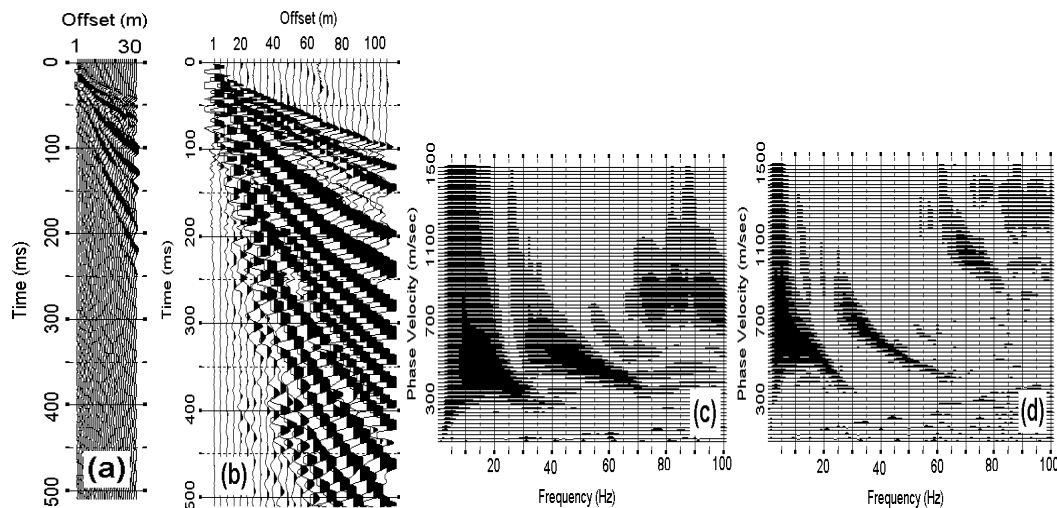 Offset (m)
1 30
0
100
200
300
400
500
Time (ms)
(a)
Offset (m)
1 20 40 60 80 100
0
100
200
300
400
500
Time (ms)
(b)
1500
1100
700
300
Phase Velocity (m/sec)
(c)
20 40 60 80 100
Frequency (Hz)
1500
1100
700
300
Phase Velocity (m/sec)
(d)
20 40 60 80 100
Frequency (Hz)